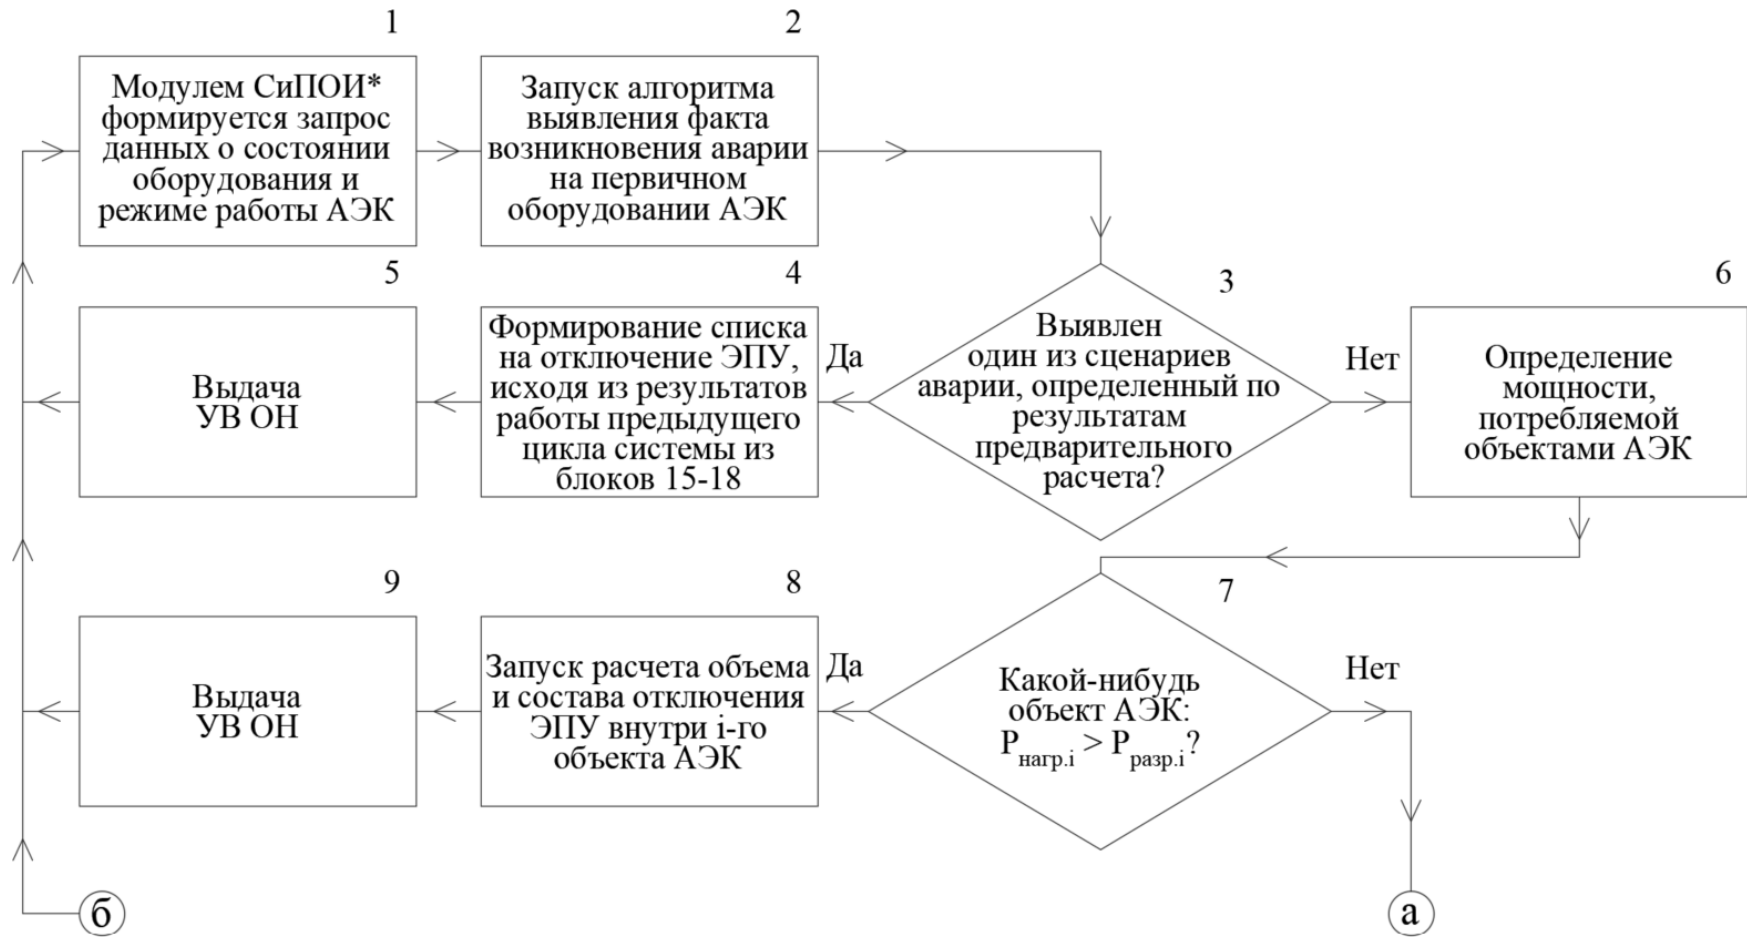 1
Модулем СиПОИ*
формируется запрос
данных о состоянии
оборудования и
режиме работы АЭК
2
Запуск алгоритма
выявления факта
возникновения аварии
на первичном
оборудовании АЭК
5
Выдача
УВ ОН
4
Формирование списка
на отключение ЭПУ,
исходя из результатов
работы предыдущего
цикла системы из
блоков 15-18
Да
3
Выявлен
один из сценариев
аварии, определенный по
результатам
предварительного
расчета?
Нет
6
Определение
мощности,
потребляемой
объектами АЭК
9
Выдача
УВ ОН
8
Запуск расчета объема
и состава отключения
ЭПУ внутри i-го
объекта АЭК
Да
7
Какой-нибудь
объект АЭК:
Pнагр.i > Pразр.i?
Нет
б
а